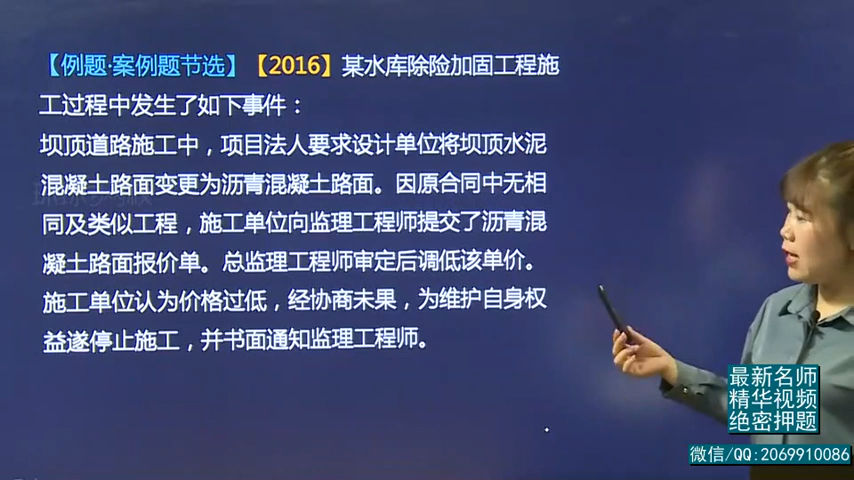 【例题·案例题节选】【2016】某水库除险加固工程施
工过程中发生了如下事件：
坝顶道路施工中，项目法人要求设计单位将坝顶水泥
混凝土路面变更为沥青混凝土路面。因原合同中无相
同及类似工程，施工单位向监理工程师提交了沥青混
凝土路面报价单。总监理工程师审定后调低该单价。
施工单位认为价格过低，经协商未果，为维护自身权
益遂停止施工，并书面通知监理工程师。
最新名师
精华视频
绝密押题
微信/QQ:2069910086